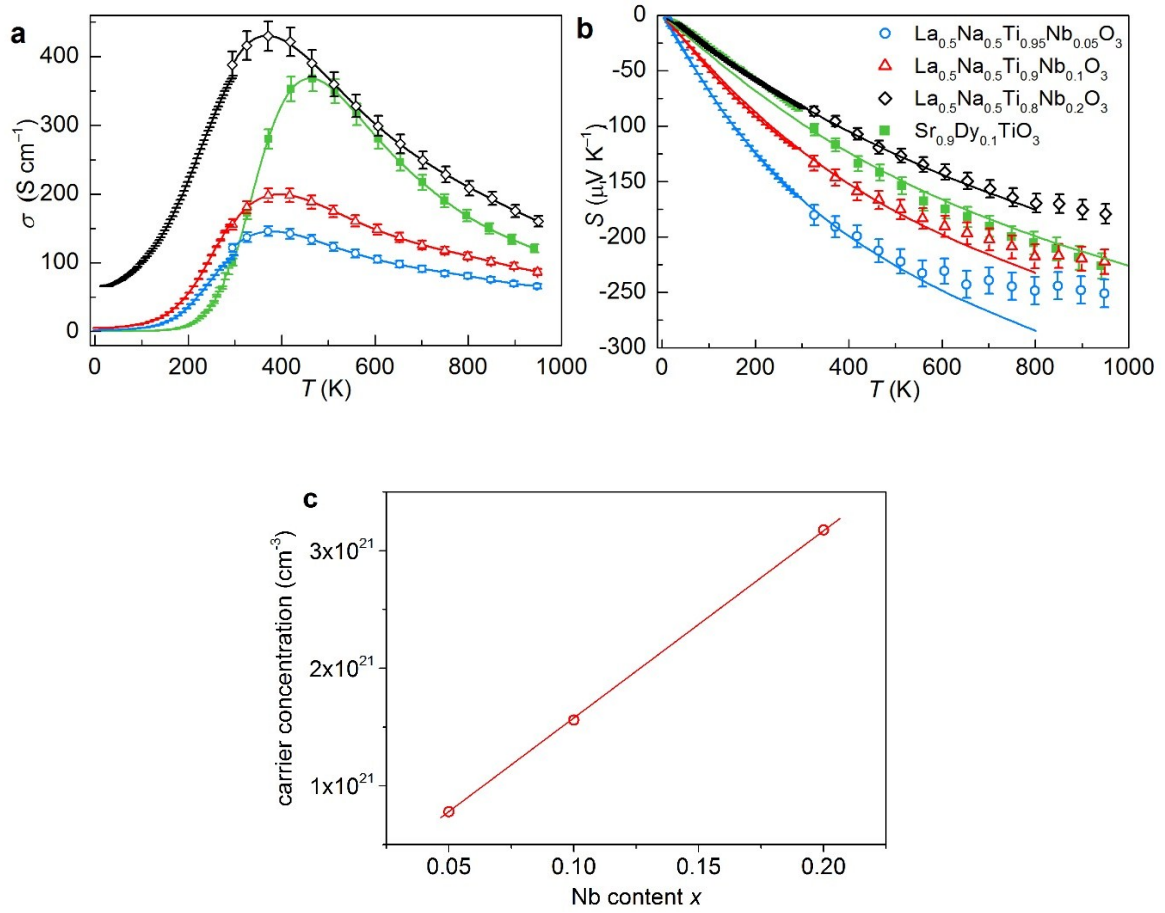 a
400
300
200
100
0
σ (S cm⁻¹)
0 200 400 600 800 1000
T (K)
b
0
-50
-100
-150
-200
-250
-300
S (μV K⁻¹)
La₀.₅Na₀.₅Ti₀.₉₅Nb₀.₀₅O₃
La₀.₅Na₀.₅Ti₀.₉Nb₀.₁O₃
La₀.₅Na₀.₅Ti₀.₈Nb₀.₂O₃
Sr₀.₉Dy₀.₁TiO₃
0 200 400 600 800 1000
T (K)
c
3x10²¹
2x10²¹
1x10²¹
carrier concentration (cm⁻³)
0.05 0.10 0.15 0.20
Nb content x